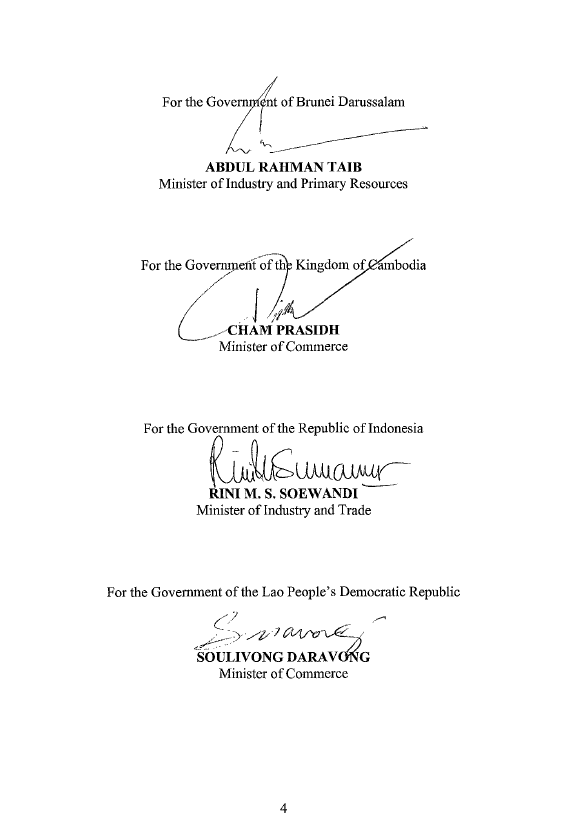 For the Government of Brunei Darussalam
ABDUL RAHMAN TAIB
Minister of Industry and Primary Resources
For the Government of the Kingdom of Cambodia
CHAM PRASIDH
Minister of Commerce
For the Government of the Republic of Indonesia
RINI M. S. SOEWANDI
Minister of Industry and Trade
For the Government of the Lao People's Democratic Republic
SOULIVONG DARAVONG
Minister of Commerce
4